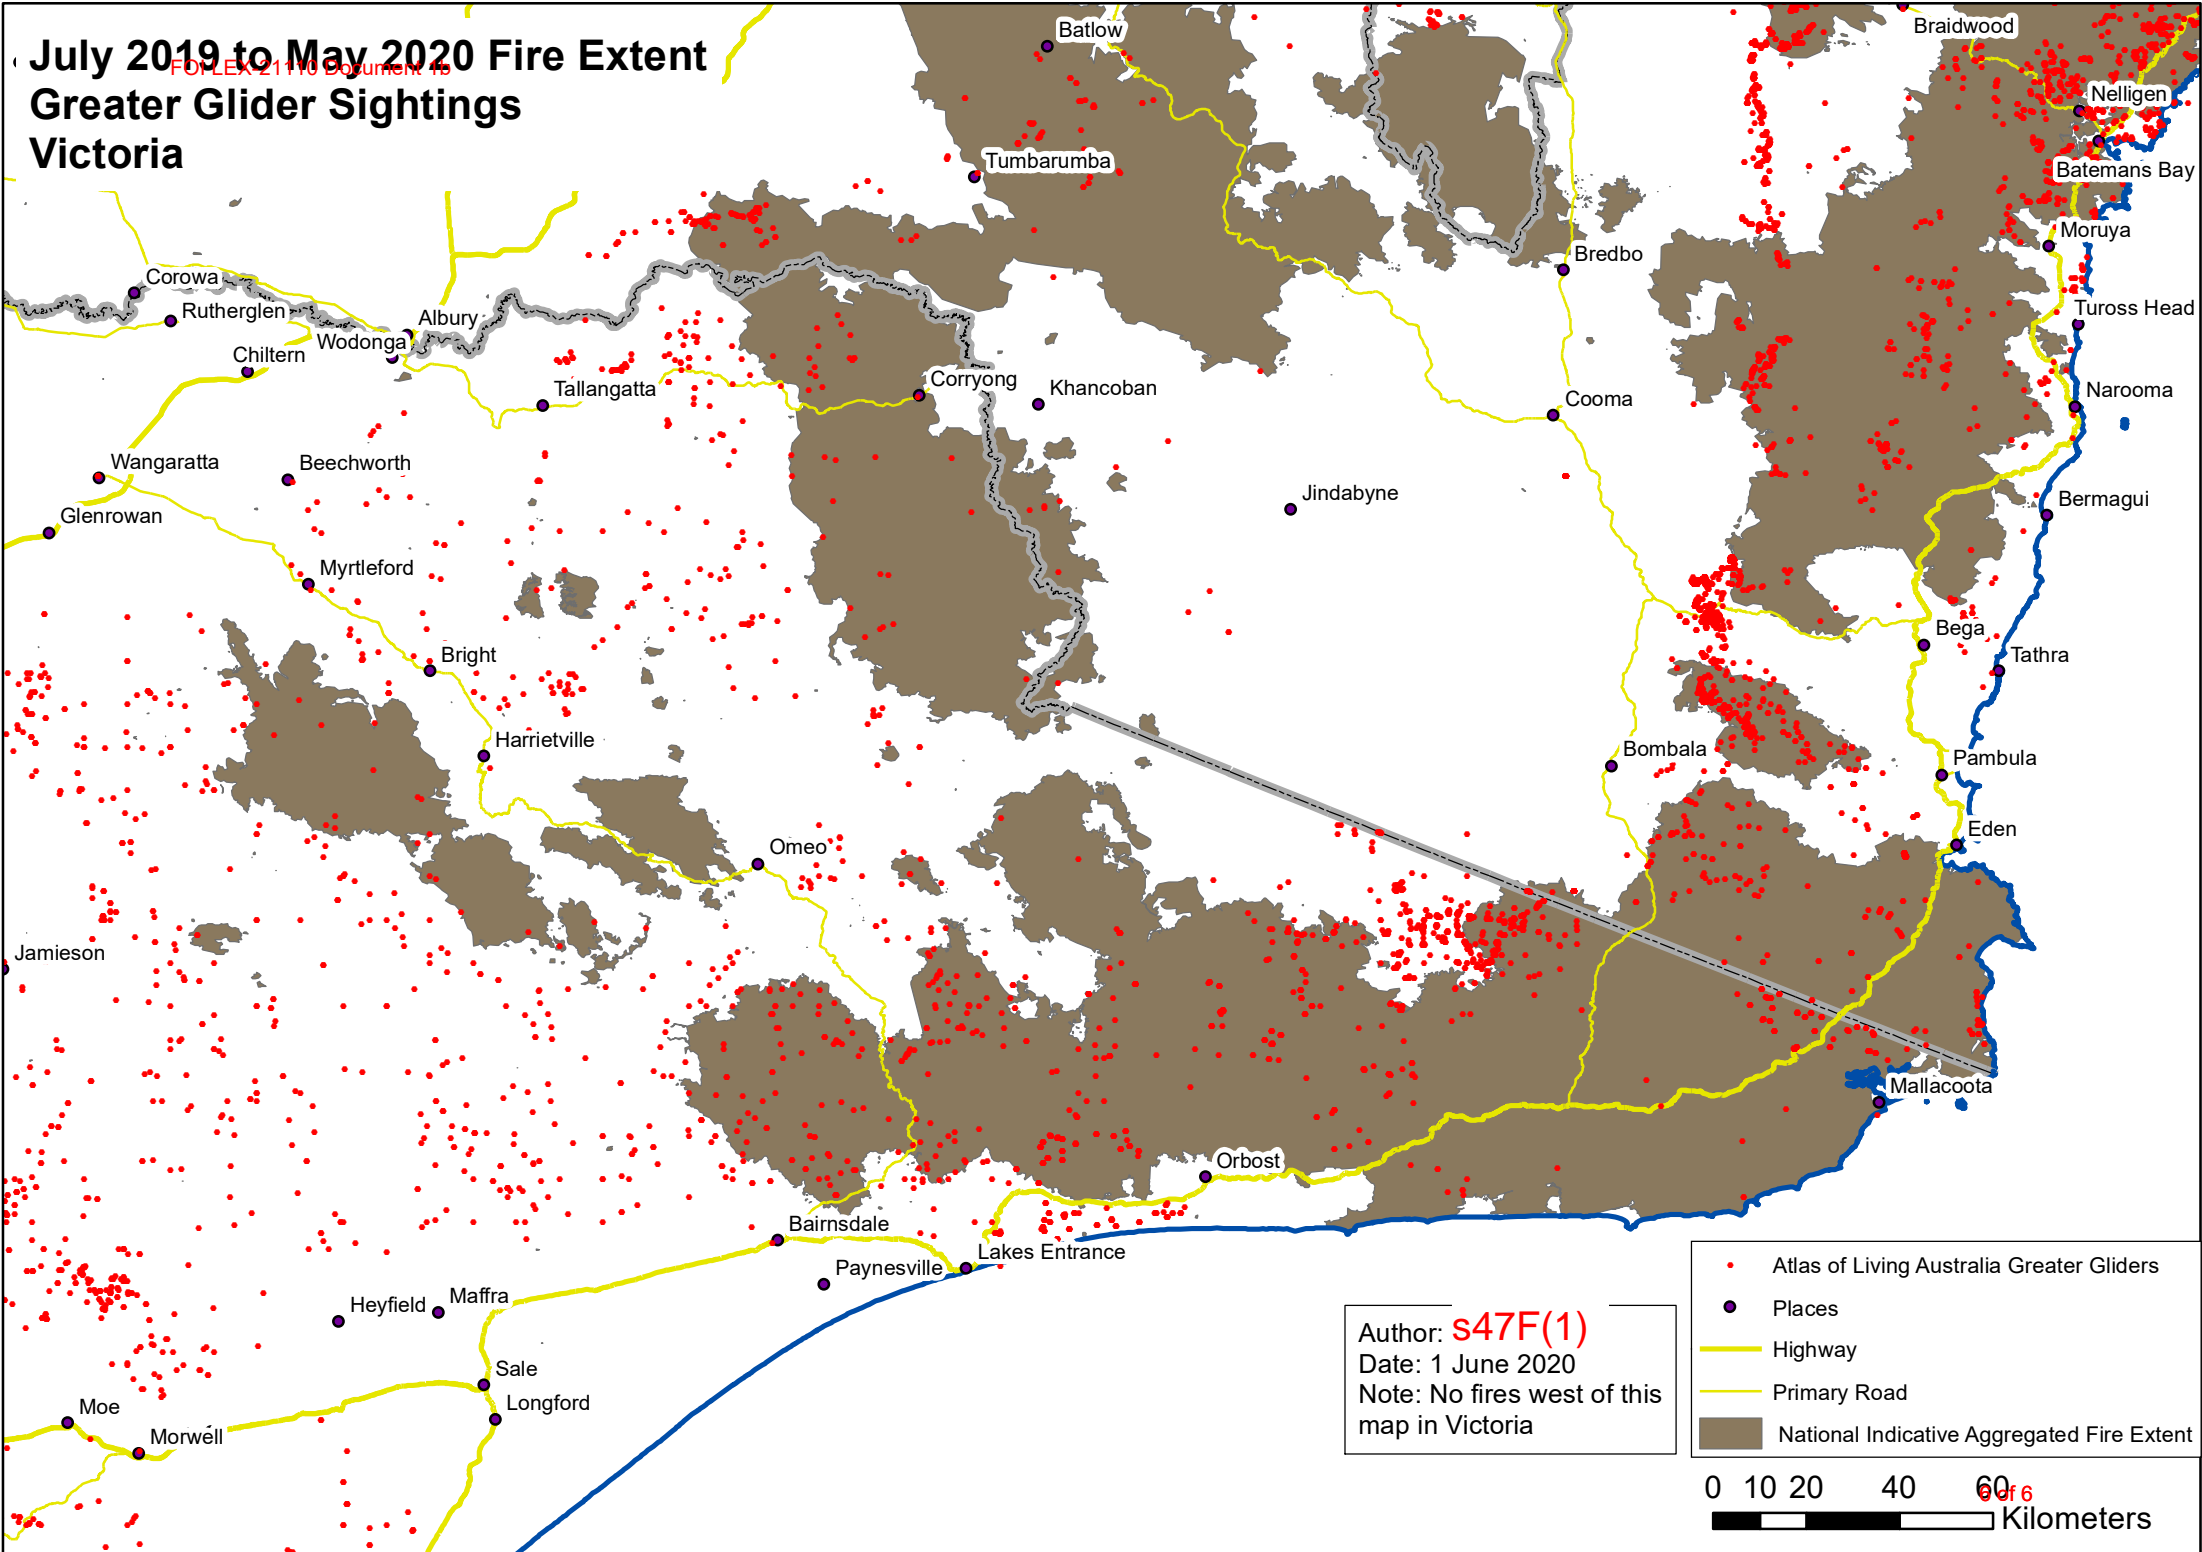 July 2019 to May 2020 Fire Extent
FOI LEX-21110 Document 1b
Greater Glider Sightings
Victoria
Batlow
Braidwood
Nelligen
Tumbarumba
Batemans Bay
Moruya
Bredbo
Corowa
Rutherglen
Albury
Tuross Head
Wodonga
Chiltern
Corryong
Khancoban
Tallangatta
Narooma
Cooma
Wangaratta
Beechworth
Jindabyne
Bermagui
Glenrowan
Myrtleford
Bega
Bright
Tathra
Harrietville
Bombala
Pambula
Eden
Omeo
Jamieson
Mallacoota
Orbost
Bairnsdale
Lakes Entrance
Paynesville
Heyfield
Maffra
Sale
Longford
Moe
Morwell
Author: s47F(1)
Date: 1 June 2020
Note: No fires west of this
map in Victoria
Atlas of Living Australia Greater Gliders
Places
Highway
Primary Road
National Indicative Aggregated Fire Extent
0 10 20 40 60
6 of 6
Kilometers